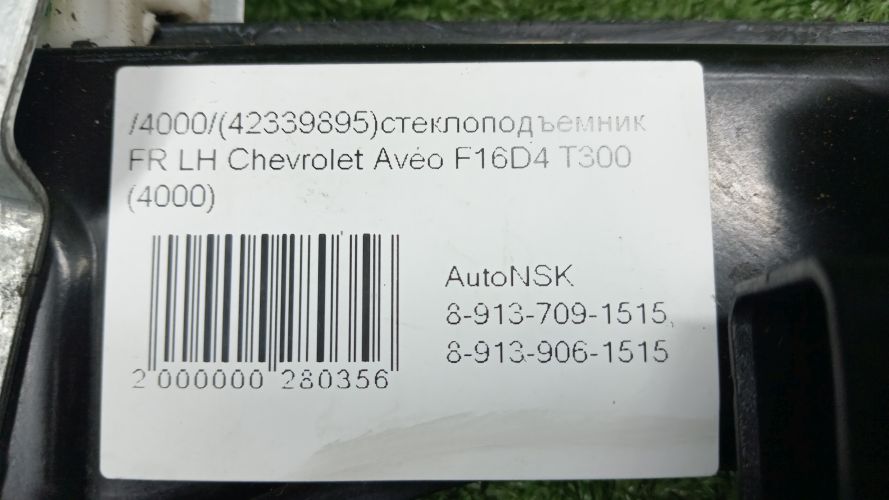 /4000/(42339895)стеклоподъемник
FR LH Chevrolet Aveo F16D4 T300
(4000)
AutoNSK
8-913-709-1515,
8-913-906-1515
2 000000 280356